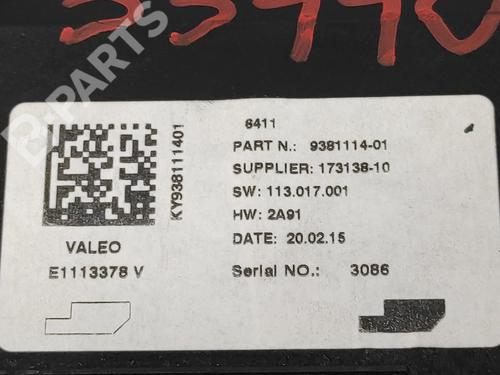 B-PARTS
6411
PART N.: 9381114-01
SUPPLIER: 173138-10
SW: 113.017.001
HW: 2A91
DATE: 20.02.15
Serial NO.: 3086
KY938111401
VALEO
E1113378 V